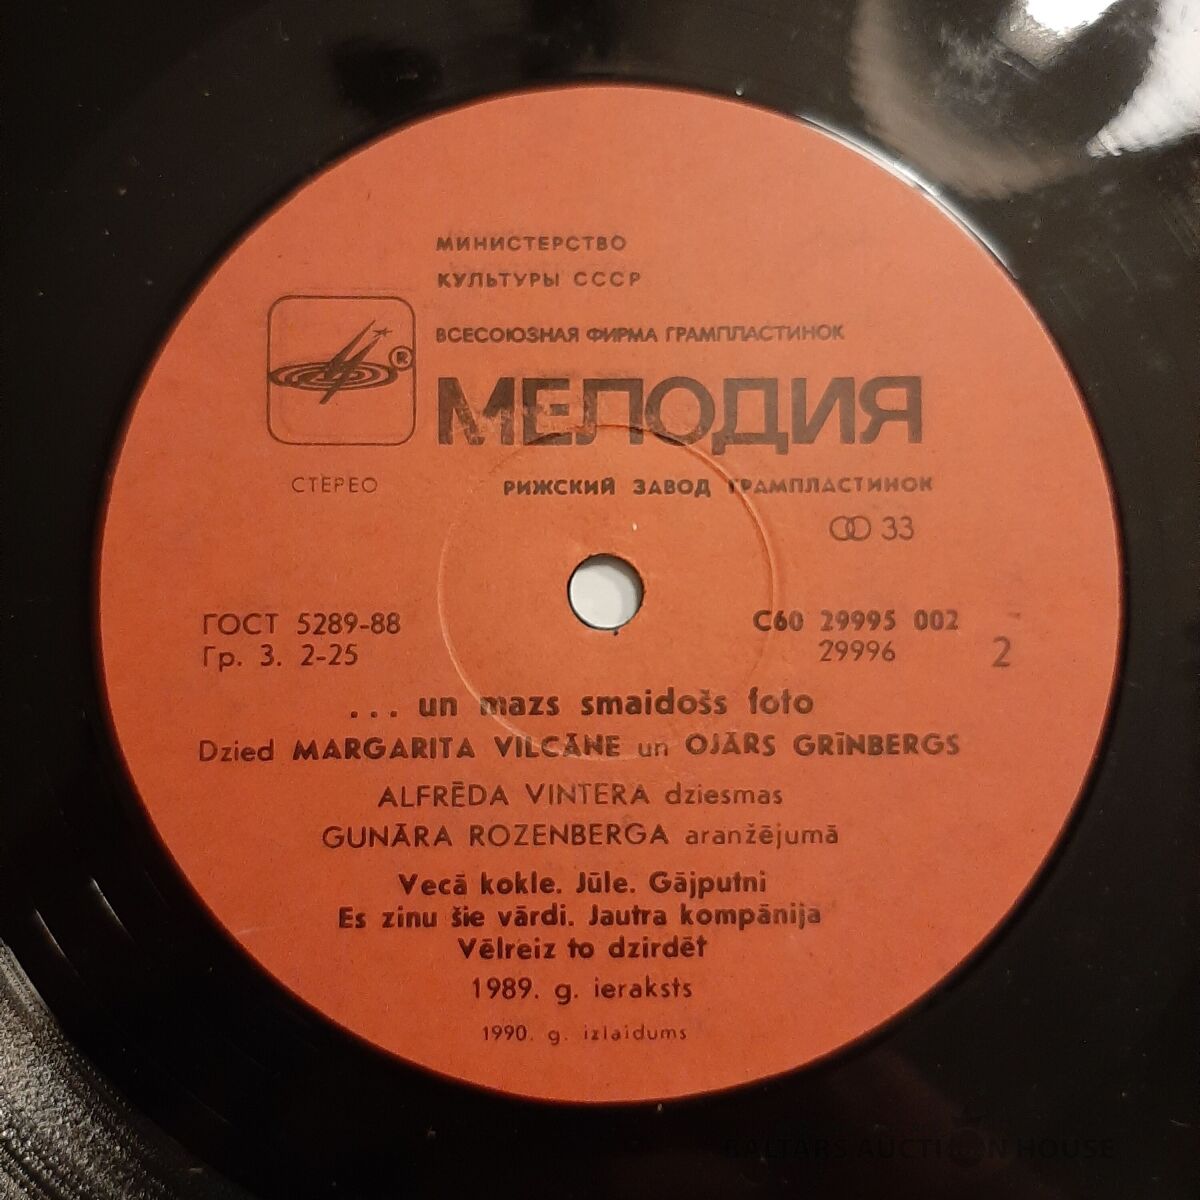 МИНИСТЕРСТВО
КУЛЬТУРЫ СССР
ВСЕСОЮЗНАЯ ФИРМА ГРАМПЛАСТИНОК
®
МЕЛОДИЯ
СТЕРЕО
РИЖСКИЙ ЗАВОД ГРАМПЛАСТИНОК
33
ГОСТ 5289-88
Гр. 3. 2-25
С60 29995 002
29996
2
... un mazs smaidošs foto
Dzied MARGARITA VILCĀNE un OJĀRS GRĪNBERGS
ALFRĒDA VINTERA dziesmas
GUNĀRA ROZENBERGA aranžējumā
Vecā kokle. Jūle. Gājputni
Es zinu šie vārdi. Jautra kompānija
Vēlreiz to dzirdēt
1989. g. ieraksts
1990. g. izlaidums
BALTARS AUCTION HOUSE